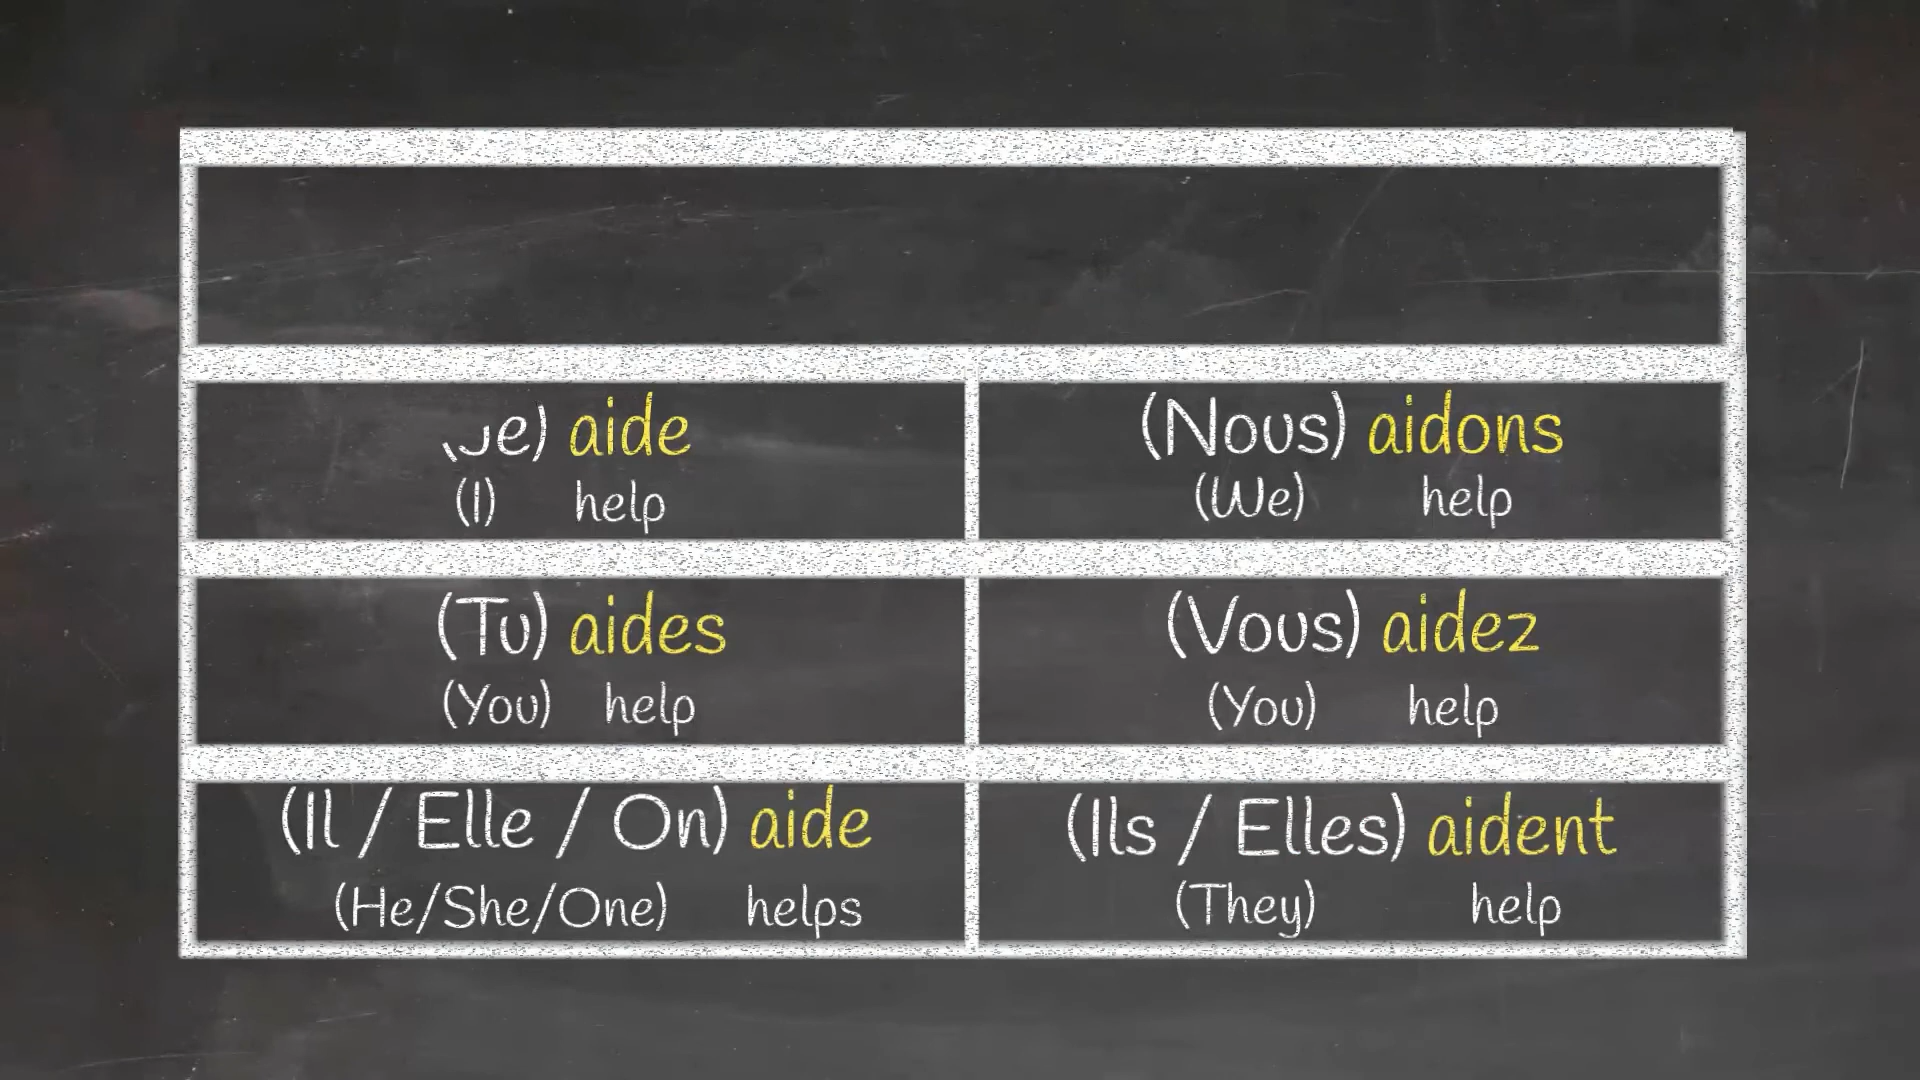 Je) aide
(I) help
(Nous) aidons
(We) help
(Tu) aides
(You) help
(Vous) aidez
(You) help
(Il / Elle / On) aide
(He/She/One) helps
(Ils / Elles) aident
(They) help